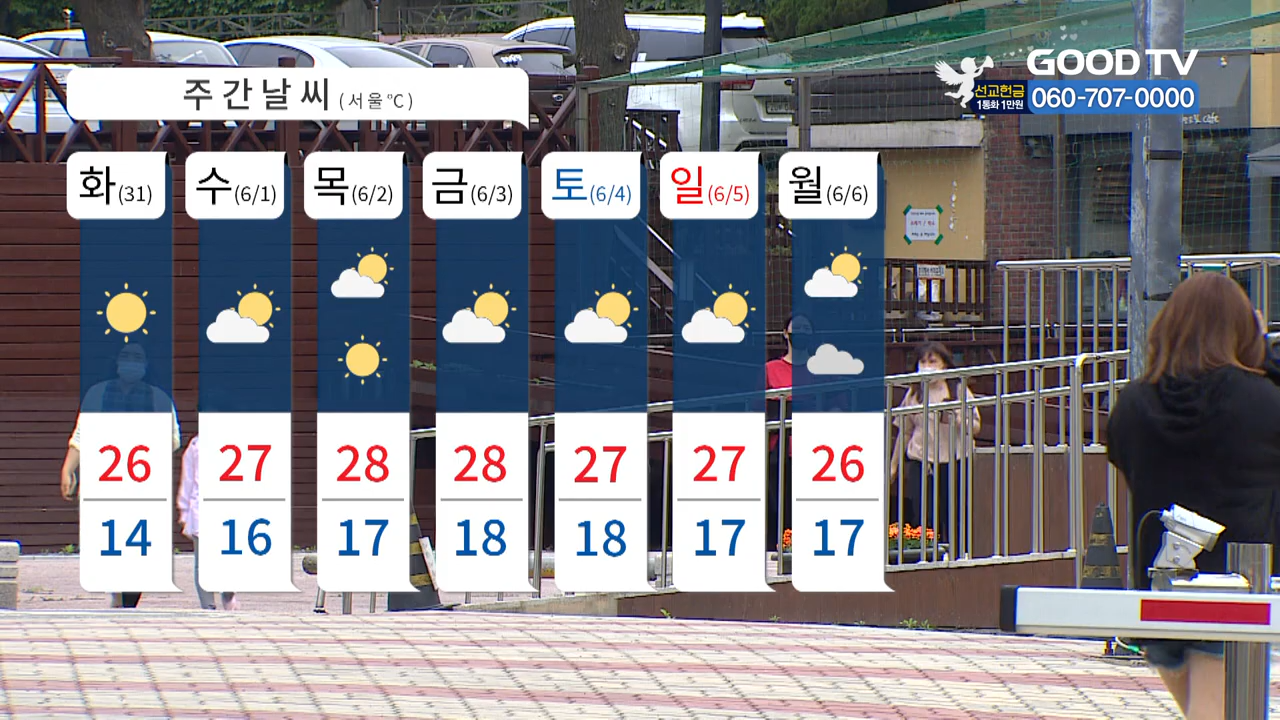 주간날씨 (서울℃)
GOOD TV
선교헌금
1통화 1만원
060-707-0000
화(31) 수(6/1) 목(6/2) 금(6/3) 토(6/4) 일(6/5) 월(6/6)
26 27 28 28 27 27 26
14 16 17 18 18 17 17